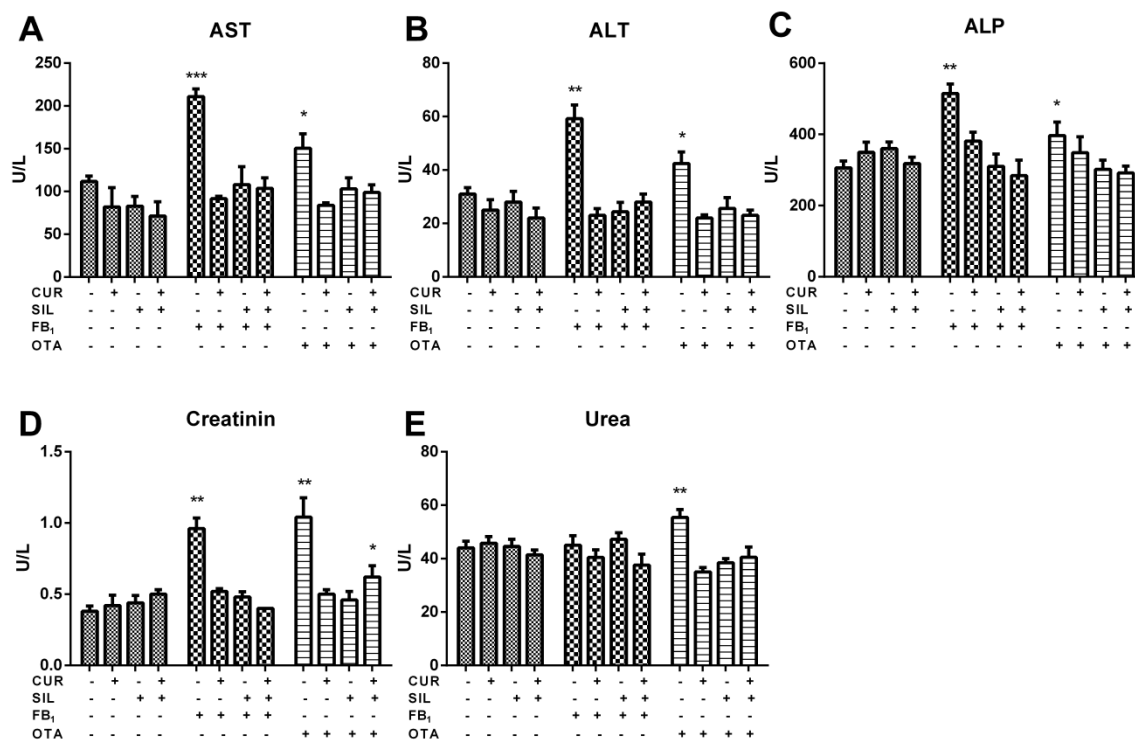 A
AST
U/L
250
200
150
100
50
0
***
*
CUR - + - + - + - + - + - +
SIL - - + + - - + + - - + +
FB₁ - - - - + + + + - - - -
OTA - - - - - - - - + + + +
B
ALT
U/L
80
60
40
20
0
**
*
CUR - + - + - + - + - + - +
SIL - - + + - - + + - - + +
FB₁ - - - - + + + + - - - -
OTA - - - - - - - - + + + +
C
ALP
U/L
600
400
300
0
**
*
CUR - + - + - + - + - + - +
SIL - - + + - - + + - - + +
FB₁ - - - - + + + + - - - -
OTA - - - - - - - - + + + +
D
Creatinin
U/L
1.5
1.0
0.5
0.0
**
**
*
CUR - + - + - + - + - + - +
SIL - - + + - - + + - - + +
FB₁ - - - - + + + + - - - -
OTA - - - - - - - - + + + +
E
Urea
U/L
80
60
40
20
0
**
CUR - + - + - + - + - + - +
SIL - - + + - - + + - - + +
FB₁ - - - - + + + + - - - -
OTA - - - - - - - - + + + +